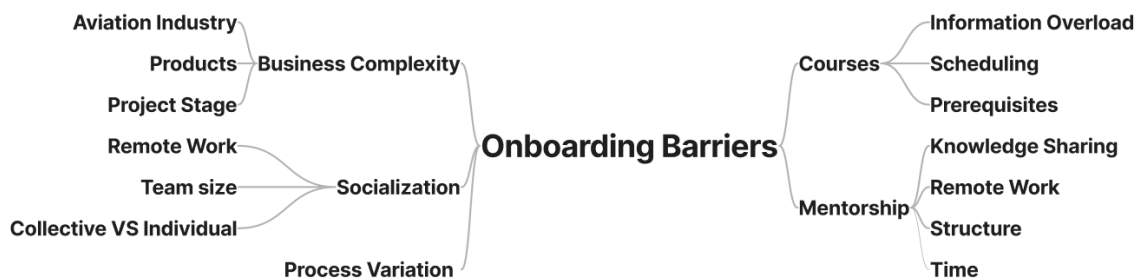 Onboarding Barriers
Business Complexity
Aviation Industry
Products
Project Stage
Socialization
Remote Work
Team size
Collective VS Individual
Process Variation
Courses
Information Overload
Scheduling
Prerequisites
Mentorship
Knowledge Sharing
Remote Work
Structure
Time